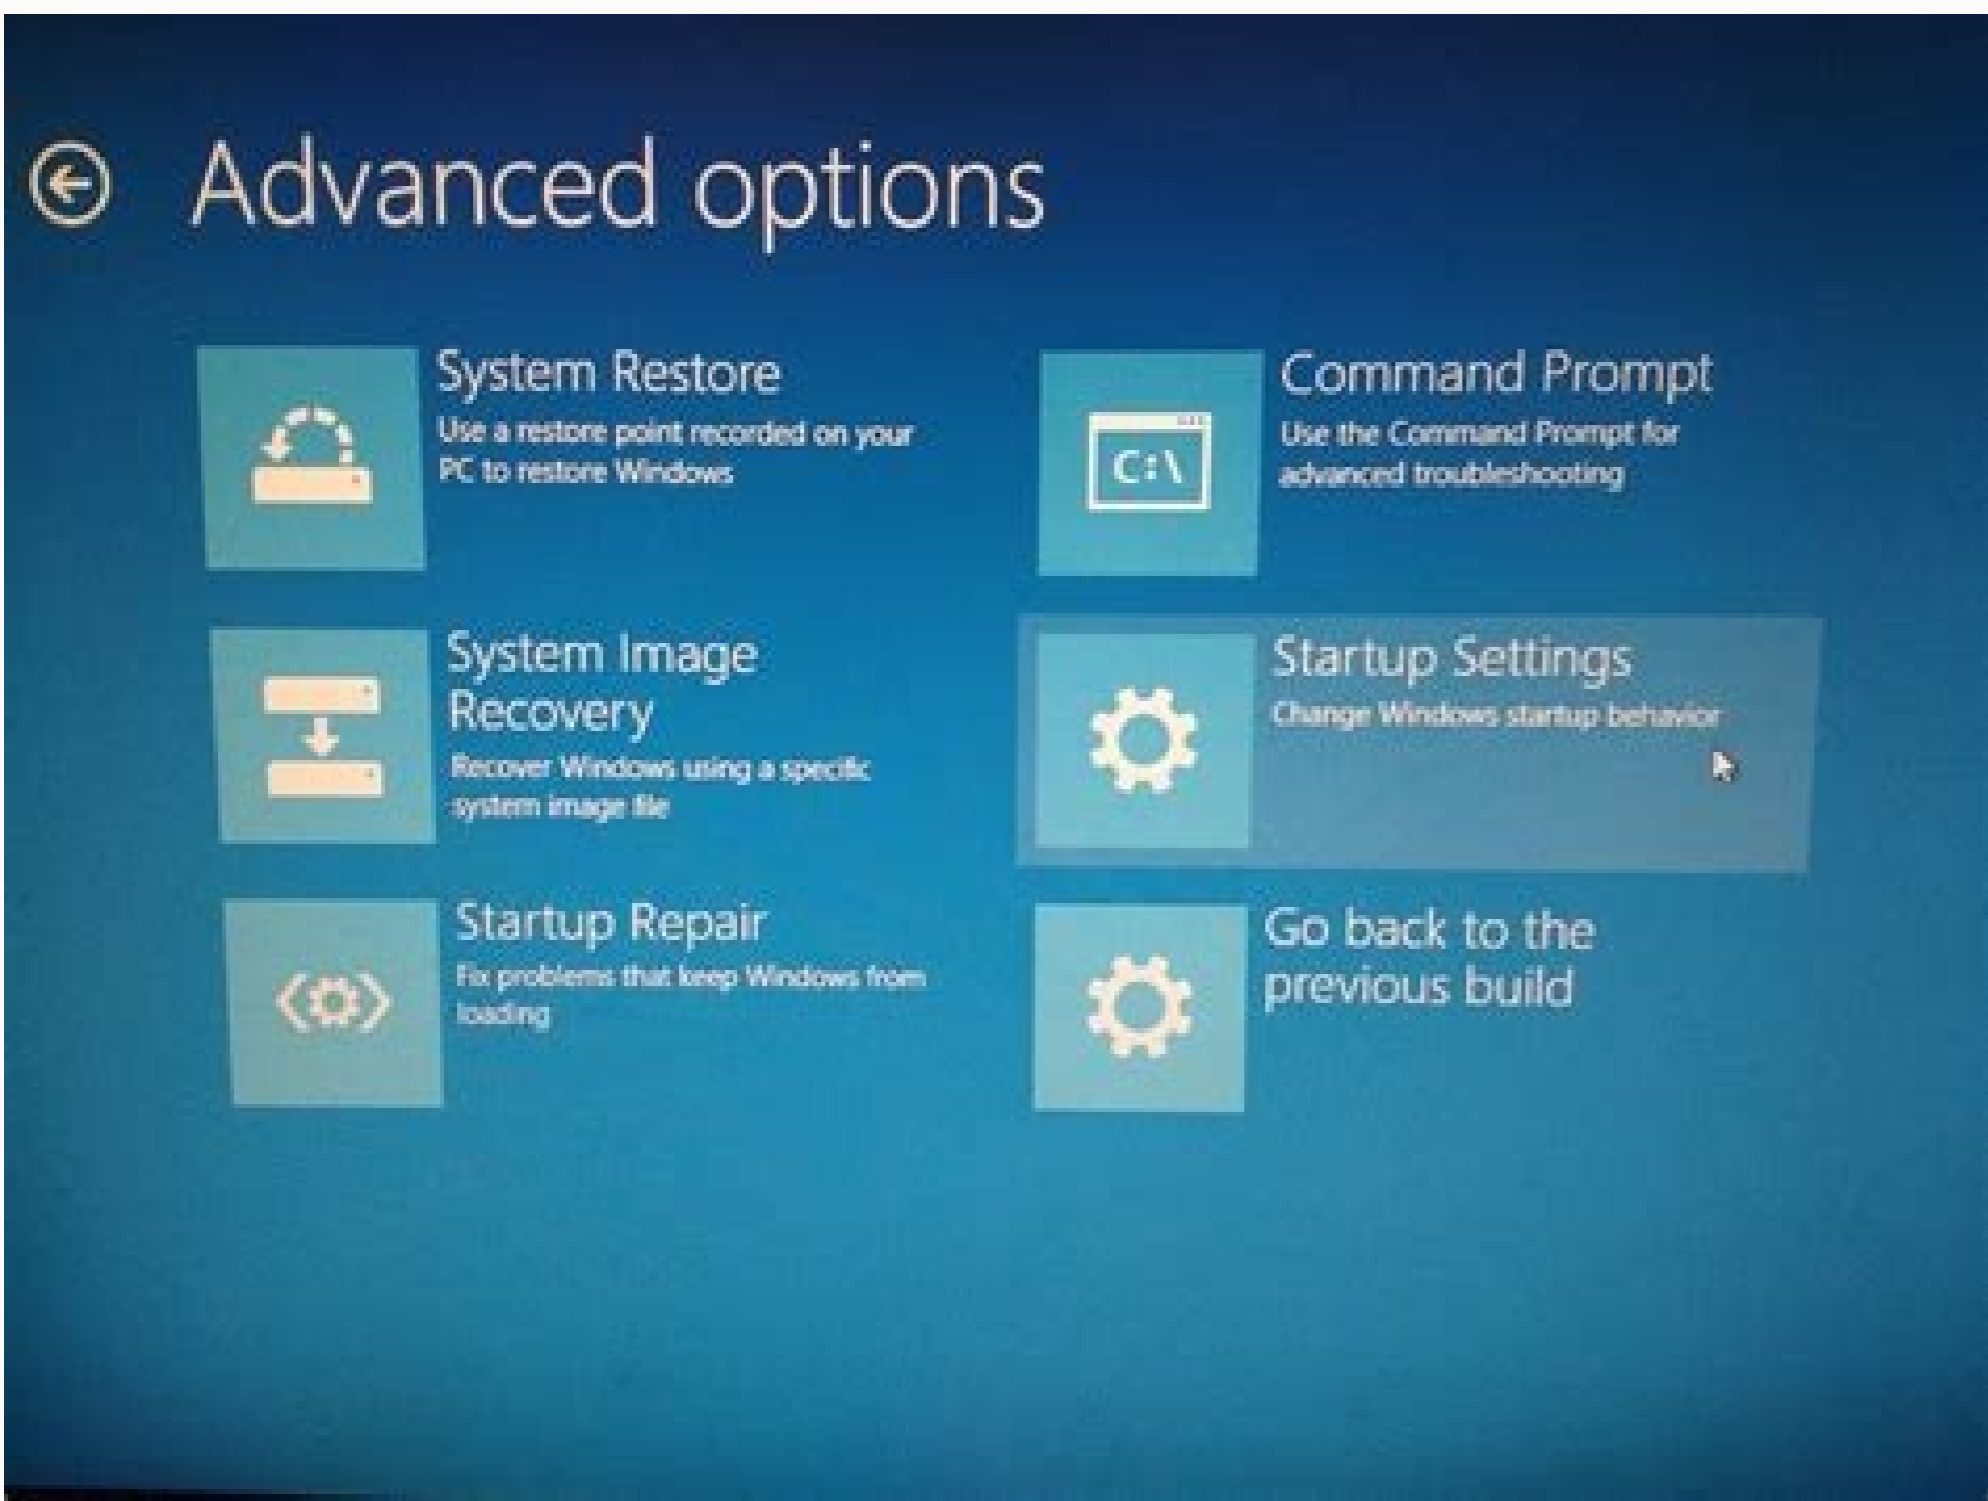 Advanced options
System Restore
Use a restore point recorded on your
PC to restore Windows
Command Prompt
Use the Command Prompt for
advanced troubleshooting
C:\
System Image
Recovery
Recover Windows using a specific
system image file
Startup Settings
Change Windows startup behavior
Startup Repair
Fix problems that keep Windows from
loading
Go back to the
previous build